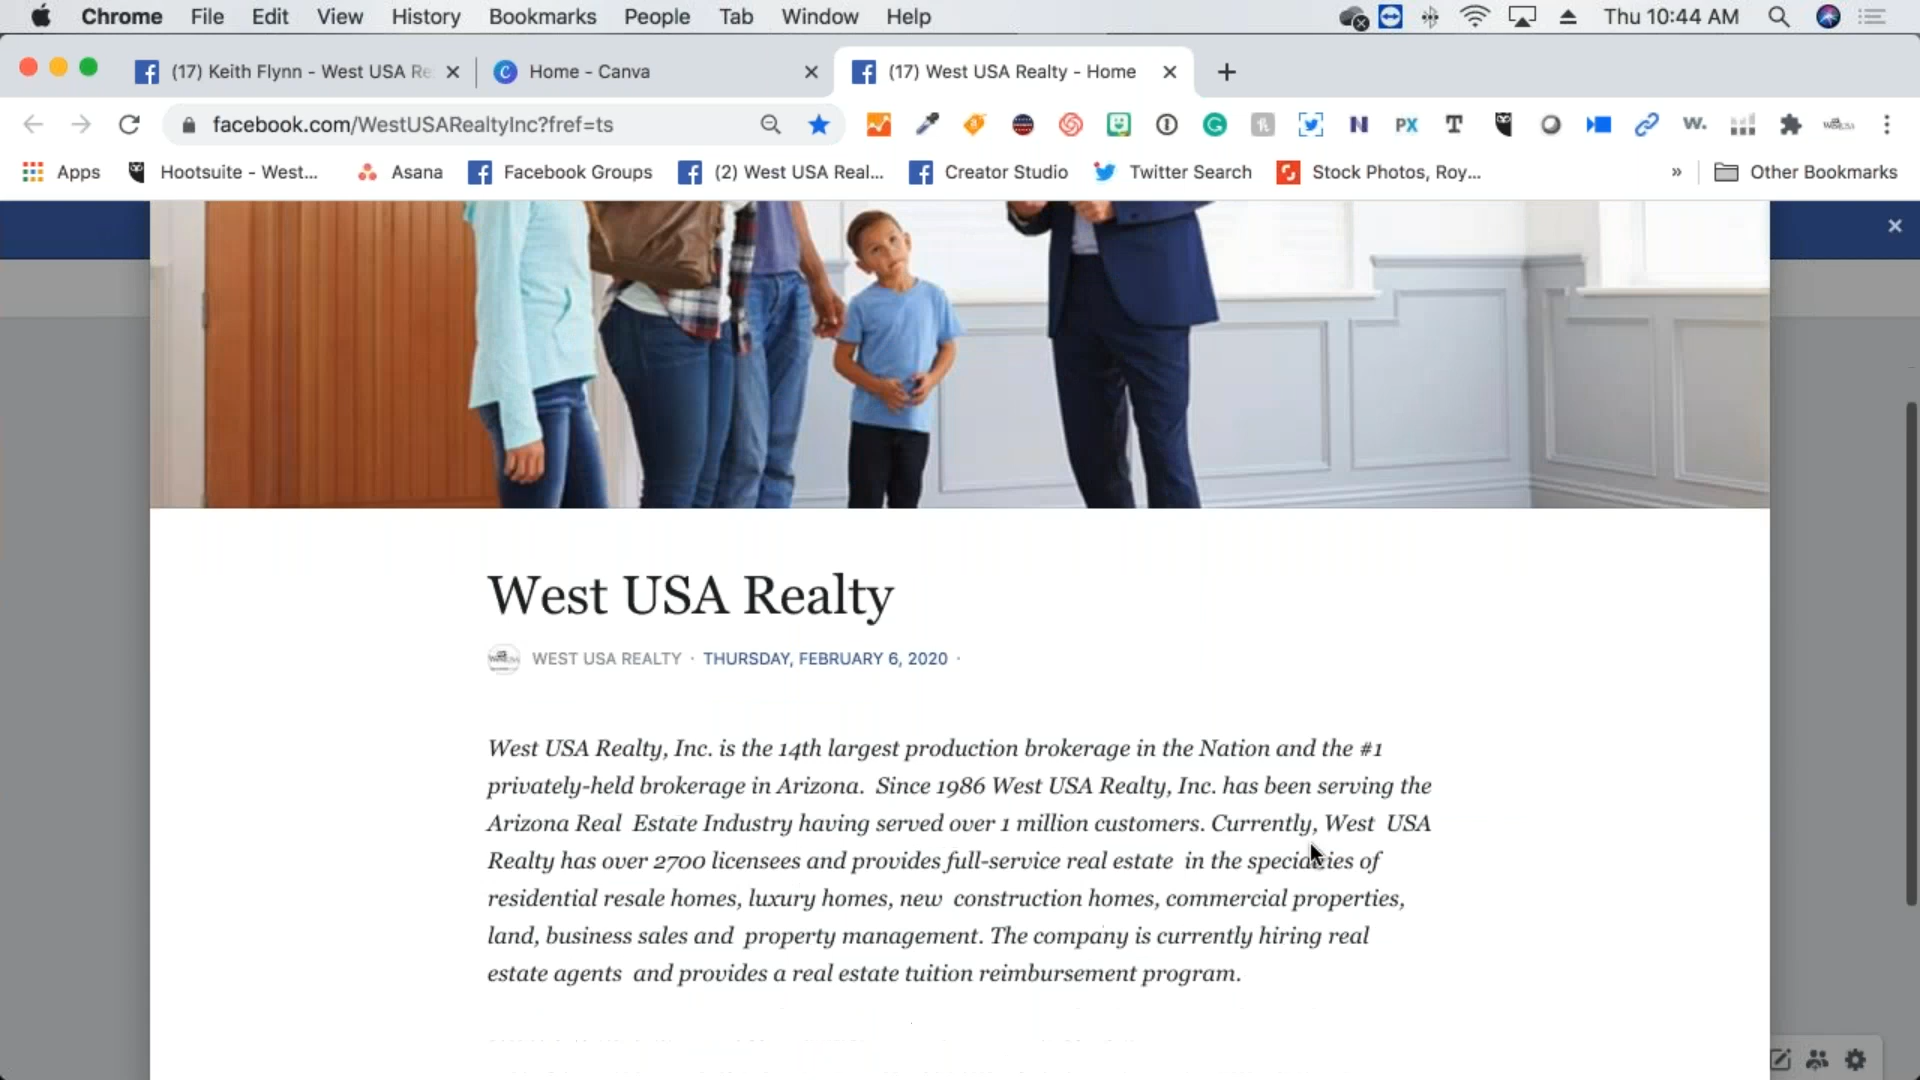 Chrome File Edit View History Bookmarks People Tab Window Help Thu 10:44 AM
(17) Keith Flynn - West USA Re Home - Canva (17) West USA Realty - Home
facebook.com/WestUSARealtyInc?fref=ts
Apps Hootsuite - West... Asana Facebook Groups (2) West USA Real... Creator Studio Twitter Search Stock Photos, Roy... » Other Bookmarks
West USA Realty
WEST USA REALTY · THURSDAY, FEBRUARY 6, 2020 ·
West USA Realty, Inc. is the 14th largest production brokerage in the Nation and the #1
privately-held brokerage in Arizona. Since 1986 West USA Realty, Inc. has been serving the
Arizona Real Estate Industry having served over 1 million customers. Currently, West USA
Realty has over 2700 licensees and provides full-service real estate in the specialties of
residential resale homes, luxury homes, new construction homes, commercial properties,
land, business sales and property management. The company is currently hiring real
estate agents and provides a real estate tuition reimbursement program.